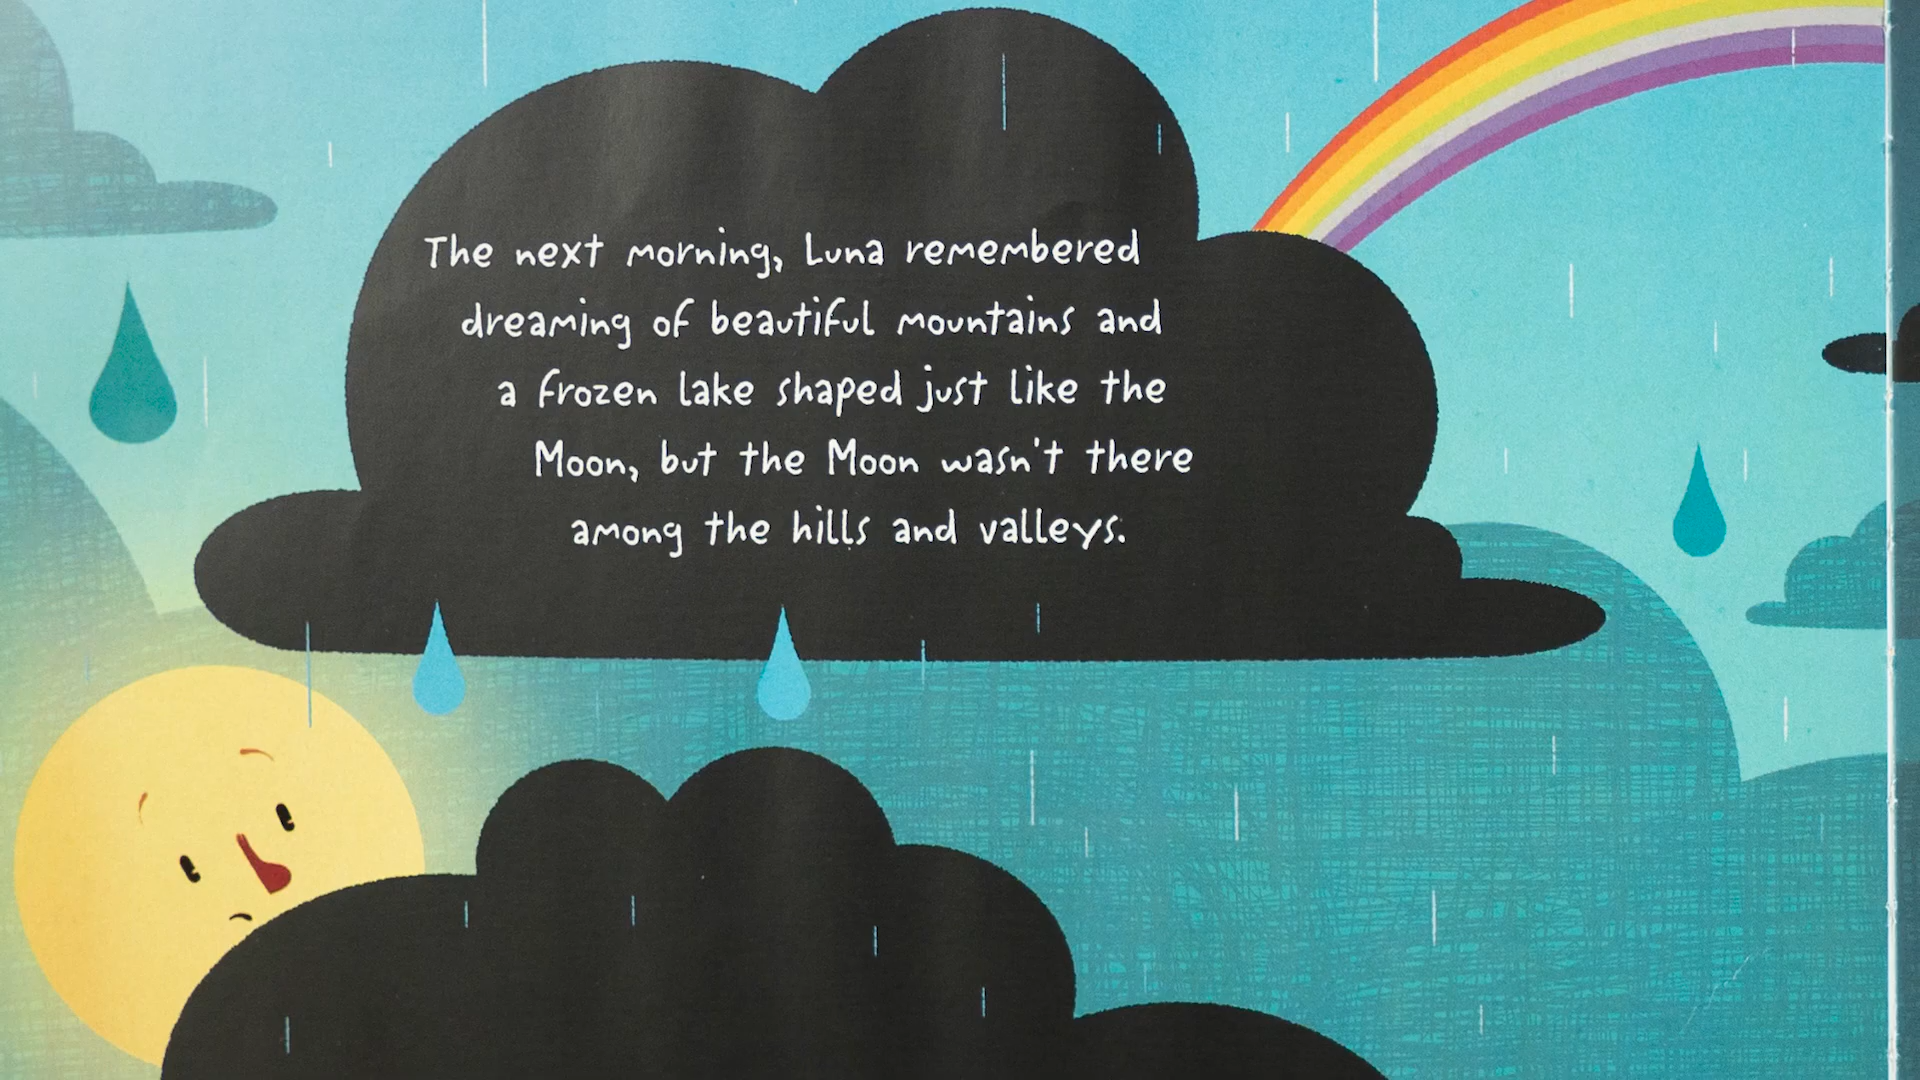 The next morning, Luna remembered
dreaming of beautiful mountains and
a frozen lake shaped just like the
Moon, but the Moon wasn't there
among the hills and valleys.